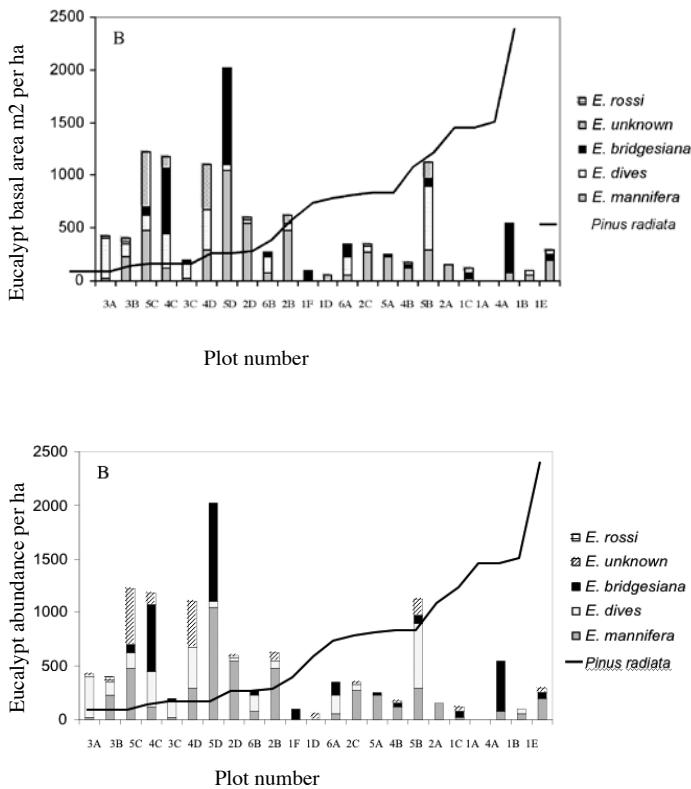 Eucalypt basal area m2 per ha
2500
2000
1500
1000
500
0
B
E. rossi
E. unknown
E. bridgesiana
E. dives
E. mannifera
Pinus radiata
3A 3B 5C 4C 3C 4D 5D 2D 6B 2B 1F 1D 6A 2C 5A 4B 5B 2A 1C 1A 4A 1B 1E
Plot number
Eucalypt abundance per ha
2500
2000
1500
1000
500
0
B
E. rossi
E. unknown
E. bridgesiana
E. dives
E. mannifera
Pinus radiata
3A 3B 5C 4C 3C 4D 5D 2D 6B 2B 1F 1D 6A 2C 5A 4B 5B 2A 1C 1A 4A 1B 1E
Plot number